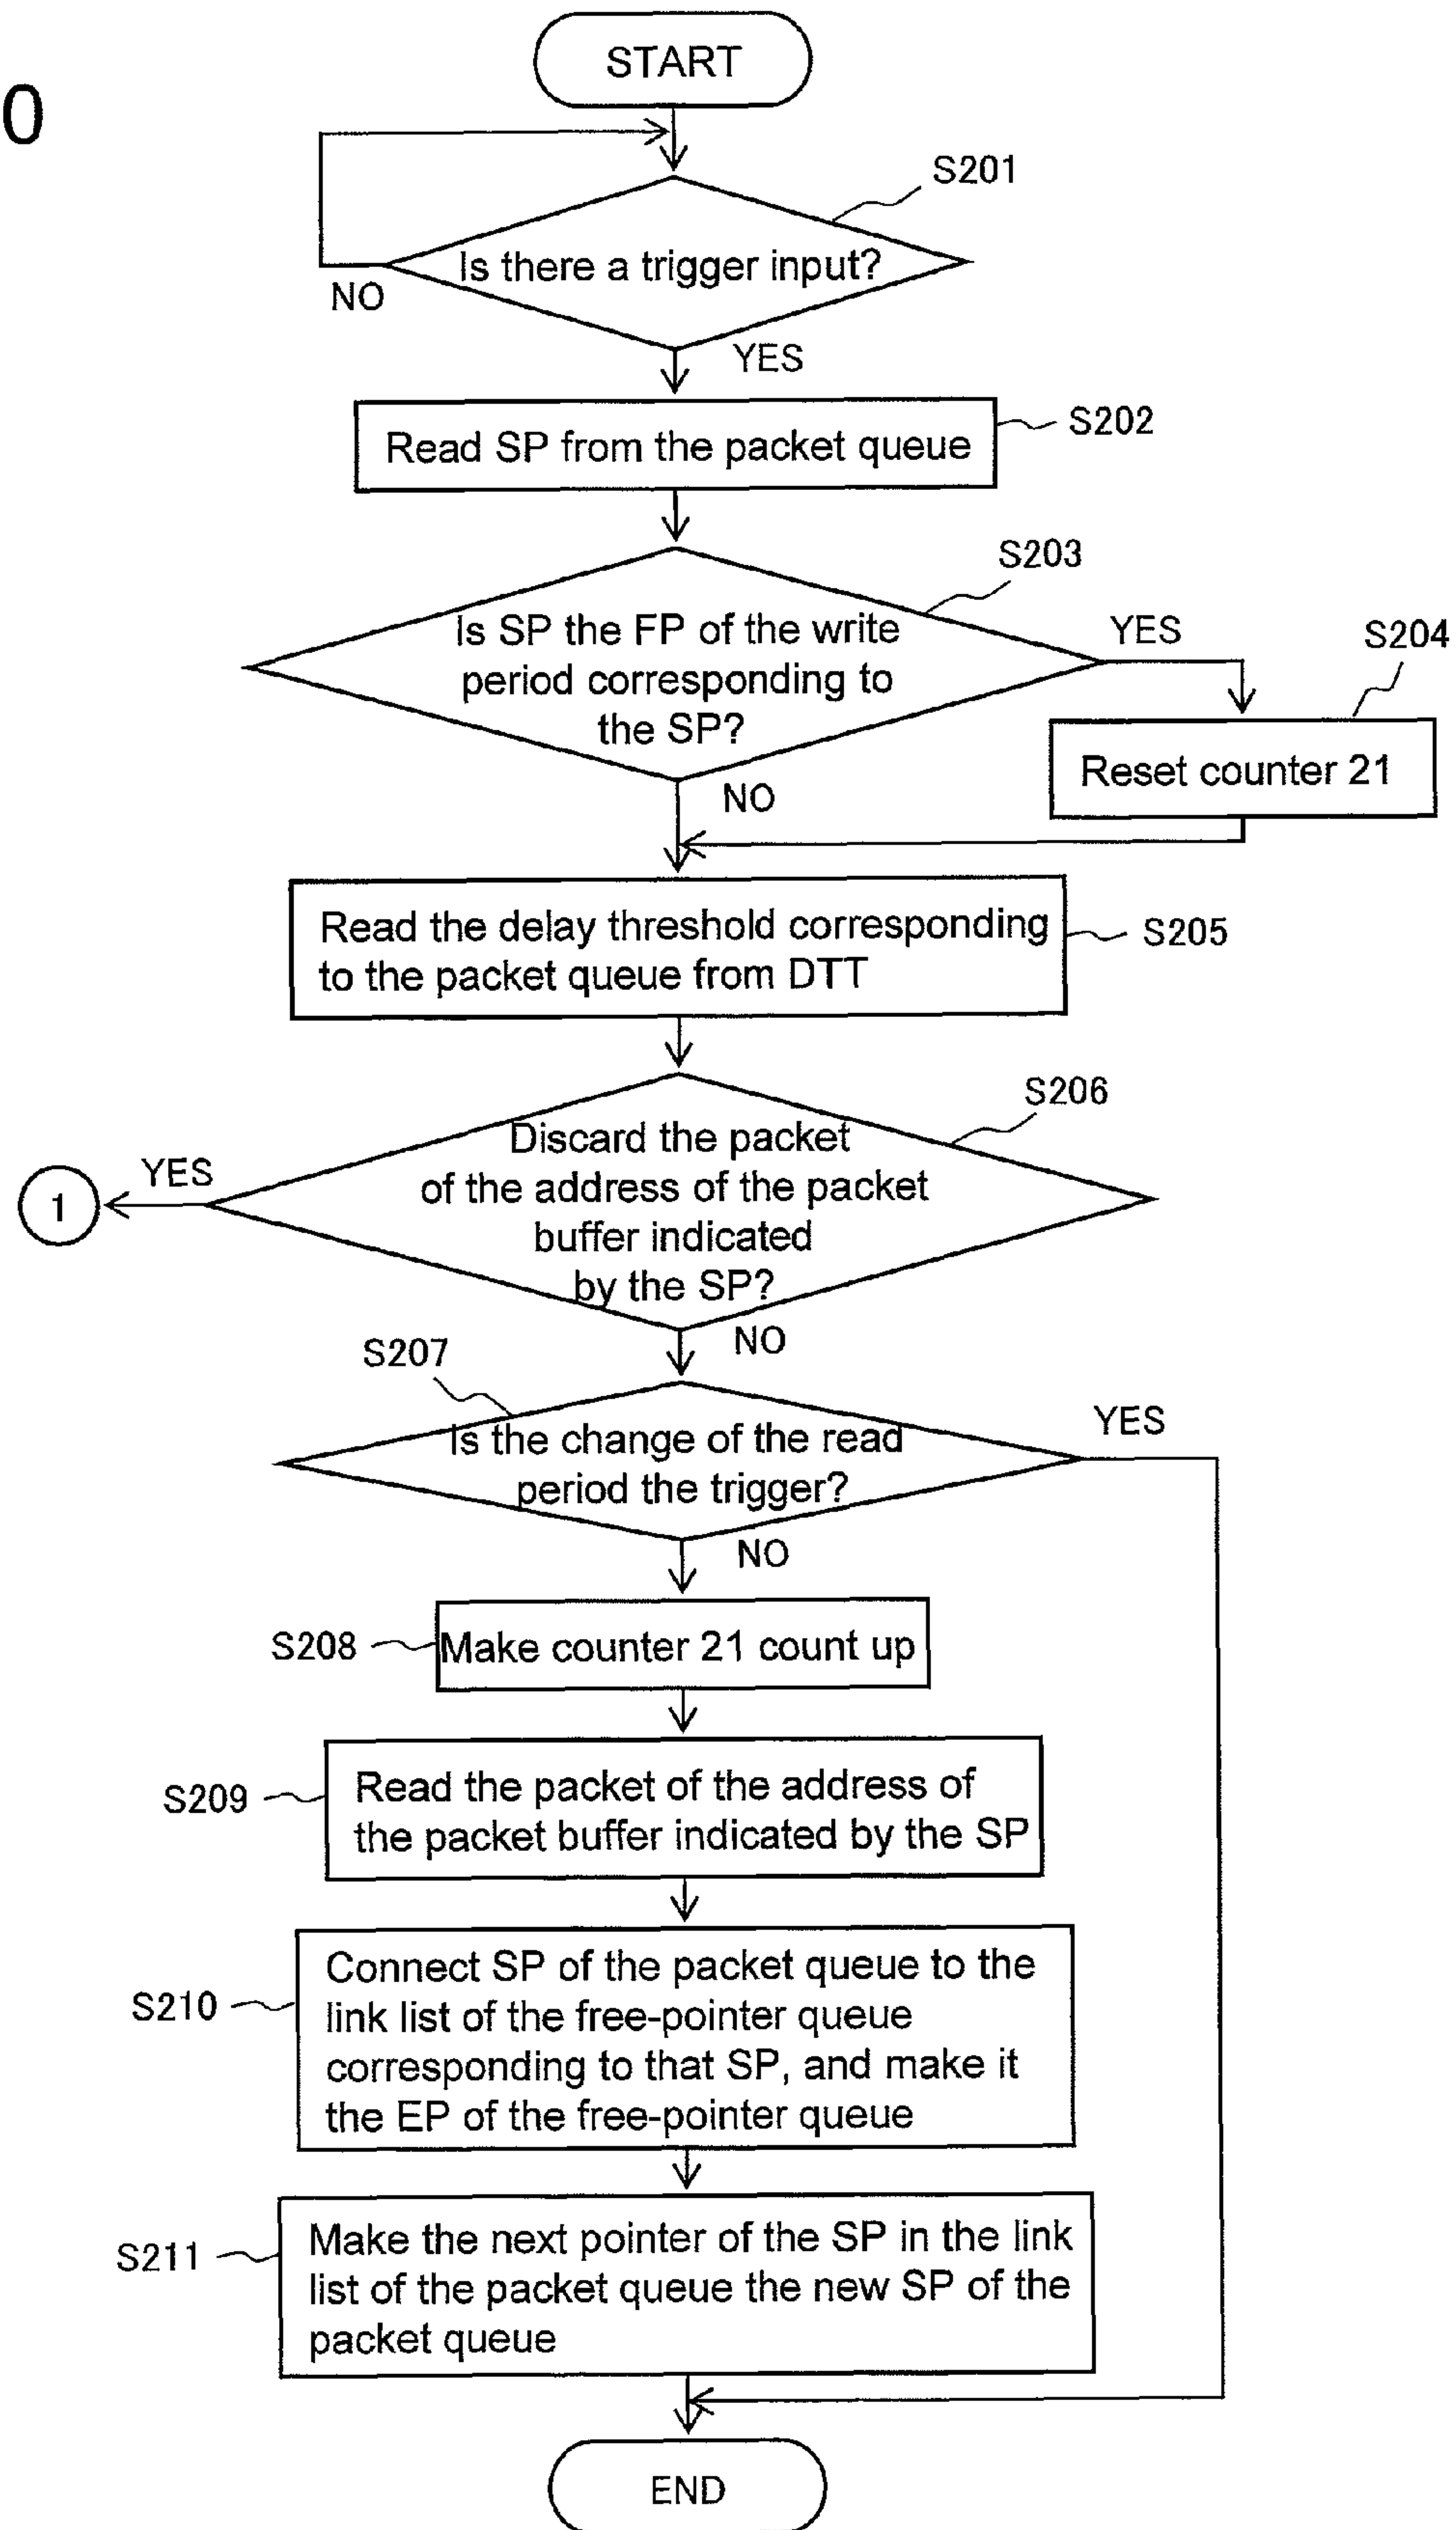 START
0
S201
Is there a trigger input?
NO
YES
Read SP from the packet queue
S202
S203
Is SP the FP of the write
period corresponding to
the SP?
YES
S204
Reset counter 21
NO
Read the delay threshold corresponding
to the packet queue from DTT
S205
S206
Discard the packet
of the address of the packet
buffer indicated
by the SP?
YES
1
NO
S207
Is the change of the read
period the trigger?
YES
NO
S208
Make counter 21 count up
S209
Read the packet of the address of
the packet buffer indicated by the SP
S210
Connect SP of the packet queue to the
link list of the free-pointer queue
corresponding to that SP, and make it
the EP of the free-pointer queue
S211
Make the next pointer of the SP in the link
list of the packet queue the new SP of the
packet queue
END